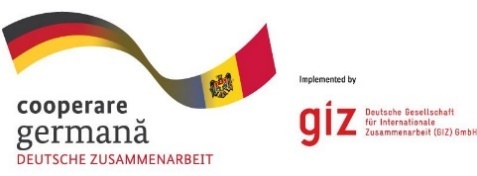 cooperare
germană
DEUTSCHE ZUSAMMENARBEIT
Implemented by
giz
Deutsche Gesellschaft
für Internationale
Zusammenarbeit (GIZ) GmbH